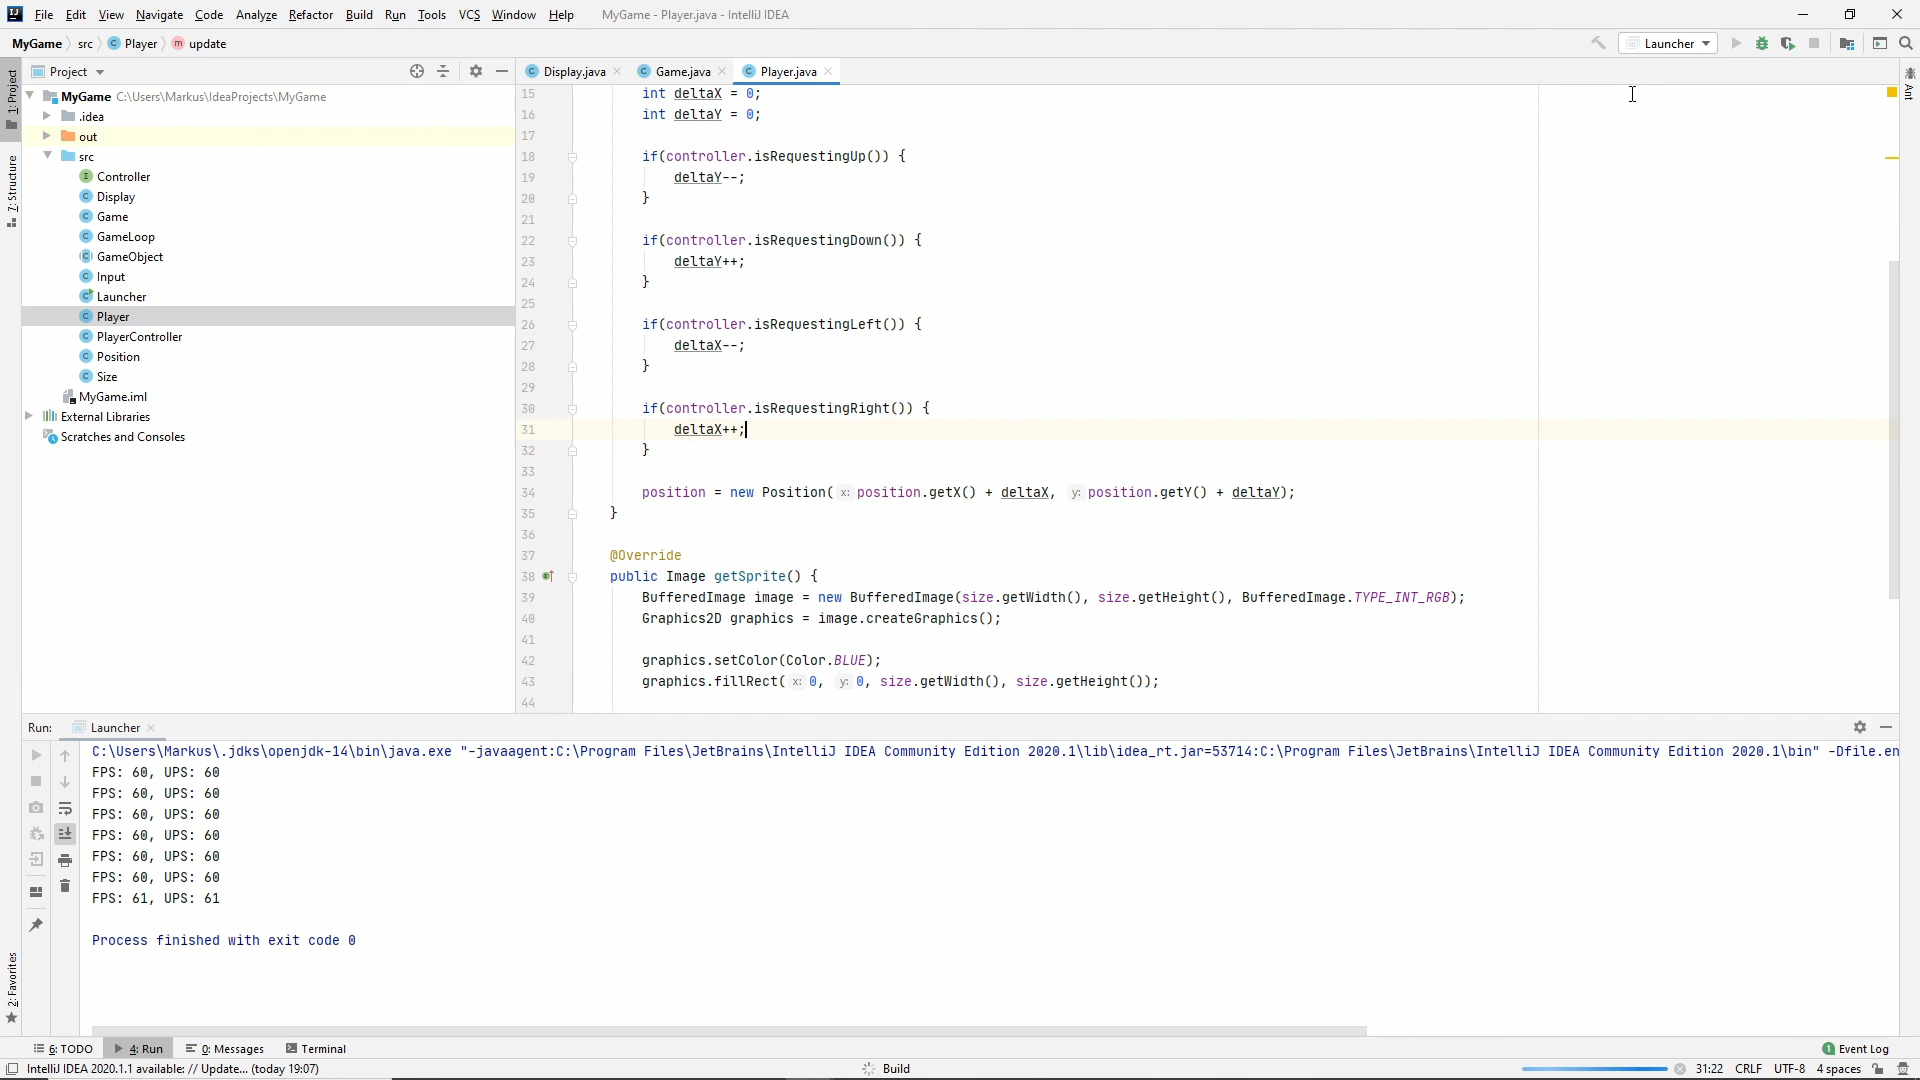 File Edit View Navigate Code Analyze Refactor Build Run Tools VCS Window Help MyGame - Player.java - IntelliJ IDEA
MyGame src Player update Launcher
Project Display.java Game.java Player.java
MyGame C:\Users\Markus\IdeaProjects\MyGame
.idea
out
src
Controller
Display
Game
GameLoop
GameObject
Input
Launcher
Player
PlayerController
Position
Size
MyGame.iml
External Libraries
Scratches and Consoles
1: Project
7: Structure
2: Favorites
Ant
15 int deltaX = 0;
16 int deltaY = 0;
17
18 if(controller.isRequestingUp()) {
19 deltaY--;
20 }
21
22 if(controller.isRequestingDown()) {
23 deltaY++;
24 }
25
26 if(controller.isRequestingLeft()) {
27 deltaX--;
28 }
29
30 if(controller.isRequestingRight()) {
31 deltaX++;
32 }
33
34 position = new Position( x: position.getX() + deltaX, y: position.getY() + deltaY);
35 }
36
37 @Override
38 public Image getSprite() {
39 BufferedImage image = new BufferedImage(size.getWidth(), size.getHeight(), BufferedImage.TYPE_INT_RGB);
40 Graphics2D graphics = image.createGraphics();
41
42 graphics.setColor(Color.BLUE);
43 graphics.fillRect( x: 0, y: 0, size.getWidth(), size.getHeight());
44
Run: Launcher
C:\Users\Markus\.jdks\openjdk-14\bin\java.exe "-javaagent:C:\Program Files\JetBrains\IntelliJ IDEA Community Edition 2020.1\lib\idea_rt.jar=53714:C:\Program Files\JetBrains\IntelliJ IDEA Community Edition 2020.1\bin" -Dfile.en
FPS: 60, UPS: 60
FPS: 60, UPS: 60
FPS: 60, UPS: 60
FPS: 60, UPS: 60
FPS: 60, UPS: 60
FPS: 60, UPS: 60
FPS: 61, UPS: 61
Process finished with exit code 0
6: TODO 4: Run 0: Messages Terminal 1 Event Log
IntelliJ IDEA 2020.1.1 available: // Update... (today 19:07) Build 31:22 CRLF UTF-8 4 spaces